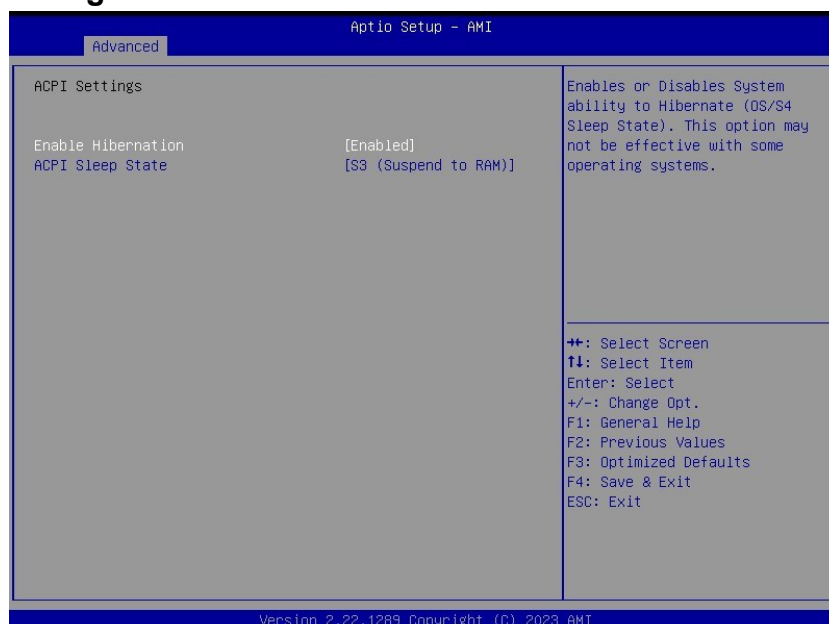 Aptio Setup – AMI
Advanced
ACPI Settings
Enable Hibernation [Enabled]
ACPI Sleep State [S3 (Suspend to RAM)]
Enables or Disables System
ability to Hibernate (OS/S4
Sleep State). This option may
not be effective with some
operating systems.
→←: Select Screen
↑↓: Select Item
Enter: Select
+/-: Change Opt.
F1: General Help
F2: Previous Values
F3: Optimized Defaults
F4: Save & Exit
ESC: Exit
Version 2.22.1289 Copyright (C) 2023 AMI